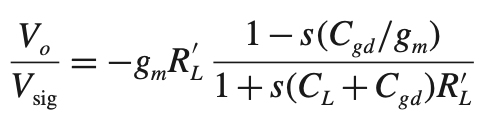 V_o / V_sig = −g_m R′_L (1 − s(C_gd/g_m)) / (1 + s(C_L + C_gd)R′_L)